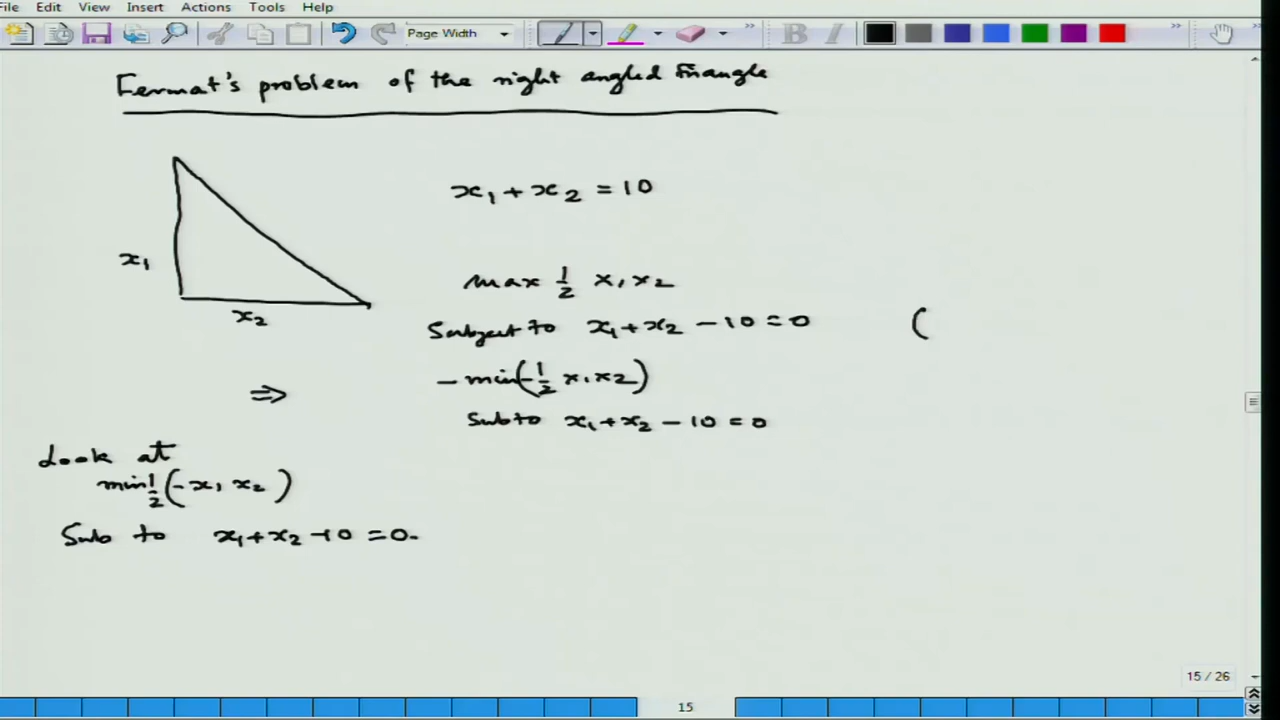 File Edit View Insert Actions Tools Help
Page Width
B I
Fermat's problem of the right angled triangle
x₁ + x₂ = 10
x₁
x₂
max ½ x₁ x₂
Subject to x₁ + x₂ − 10 = 0 (
⇒ − min(−½ x₁ x₂)
Sub to x₁ + x₂ − 10 = 0
Look at
min ½ (−x₁ x₂)
Sub to x₁ + x₂ − 10 = 0.
15 / 26
15